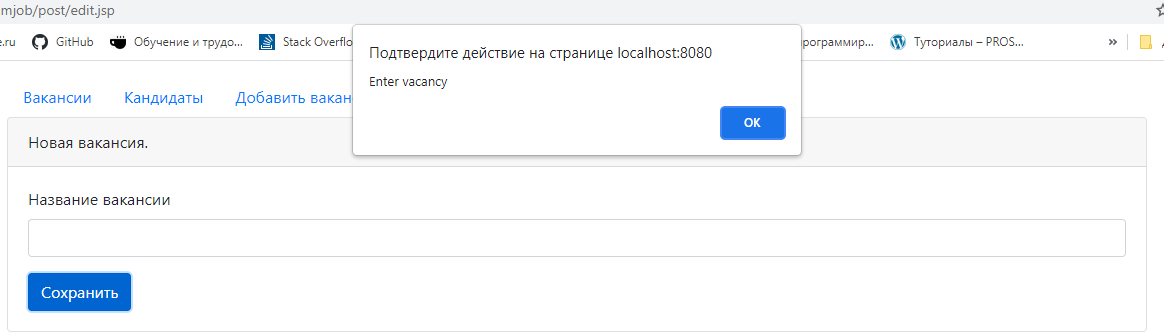 mjob/post/edit.jsp
e.ru GitHub Обучение и трудо... Stack Overflo рограммир... Туториалы – PROS... »
Подтвердите действие на странице localhost:8080
Enter vacancy
OK
Вакансии Кандидаты Добавить вакан
Новая вакансия.
Название вакансии
Сохранить